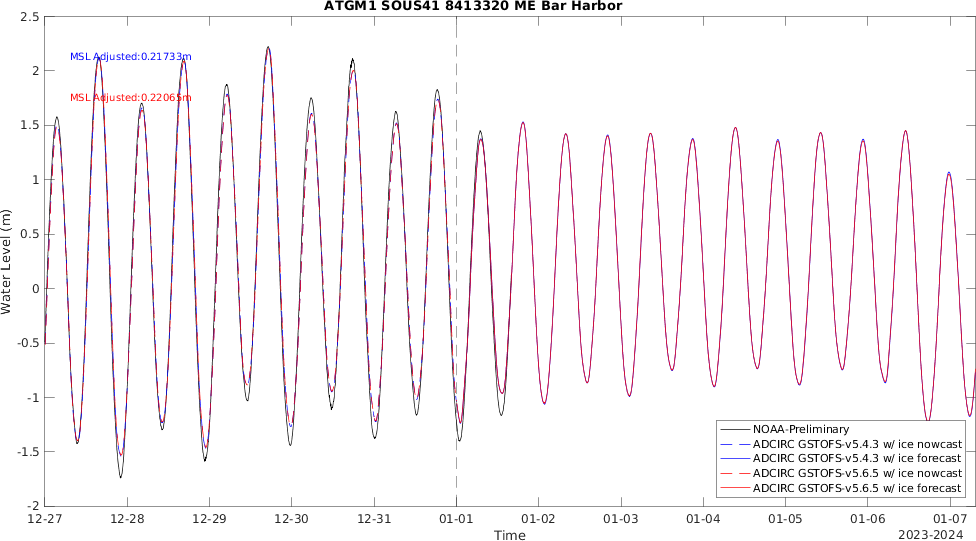 ATGM1 SOUS41 8413320 ME Bar Harbor
MSL Adjusted:0.21733m
MSL Adjusted:0.22065m
Water Level (m)
2.5
2
1.5
1
0.5
0
-0.5
-1
-1.5
-2
NOAA-Preliminary
ADCIRC GSTOFS-v5.4.3 w/ ice nowcast
ADCIRC GSTOFS-v5.4.3 w/ ice forecast
ADCIRC GSTOFS-v5.6.5 w/ ice nowcast
ADCIRC GSTOFS-v5.6.5 w/ ice forecast
12-27 12-28 12-29 12-30 12-31 01-01 01-02 01-03 01-04 01-05 01-06 01-07
Time
2023-2024